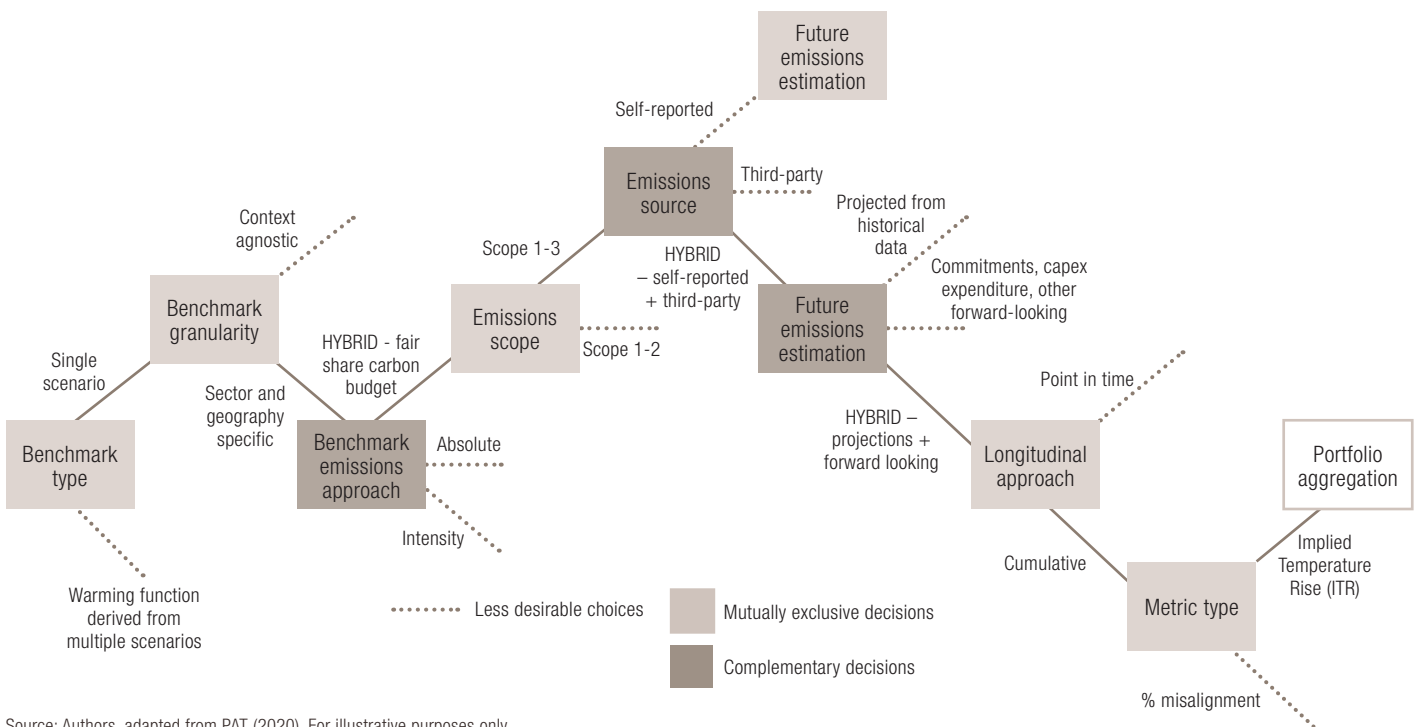 Future
emissions
estimation
Self-reported
Emissions
source
Third-party
Projected from
historical
data
Context
agnostic
Scope 1-3
HYBRID
– self-reported
+ third-party
Commitments, capex
expenditure, other
forward-looking
Benchmark
granularity
Emissions
scope
Future
emissions
estimation
HYBRID - fair
share carbon
budget
Scope 1-2
Single
scenario
Sector and
geography
specific
Point in time
Benchmark
type
Benchmark
emissions
approach
Absolute
Intensity
HYBRID –
projections +
forward looking
Longitudinal
approach
Portfolio
aggregation
Cumulative
Implied
Temperature
Rise (ITR)
Warming function
derived from
multiple scenarios
Less desirable choices
Mutually exclusive decisions
Complementary decisions
Metric type
% misalignment
Source: Authors, adapted from PAT (2020). For illustrative purposes only.